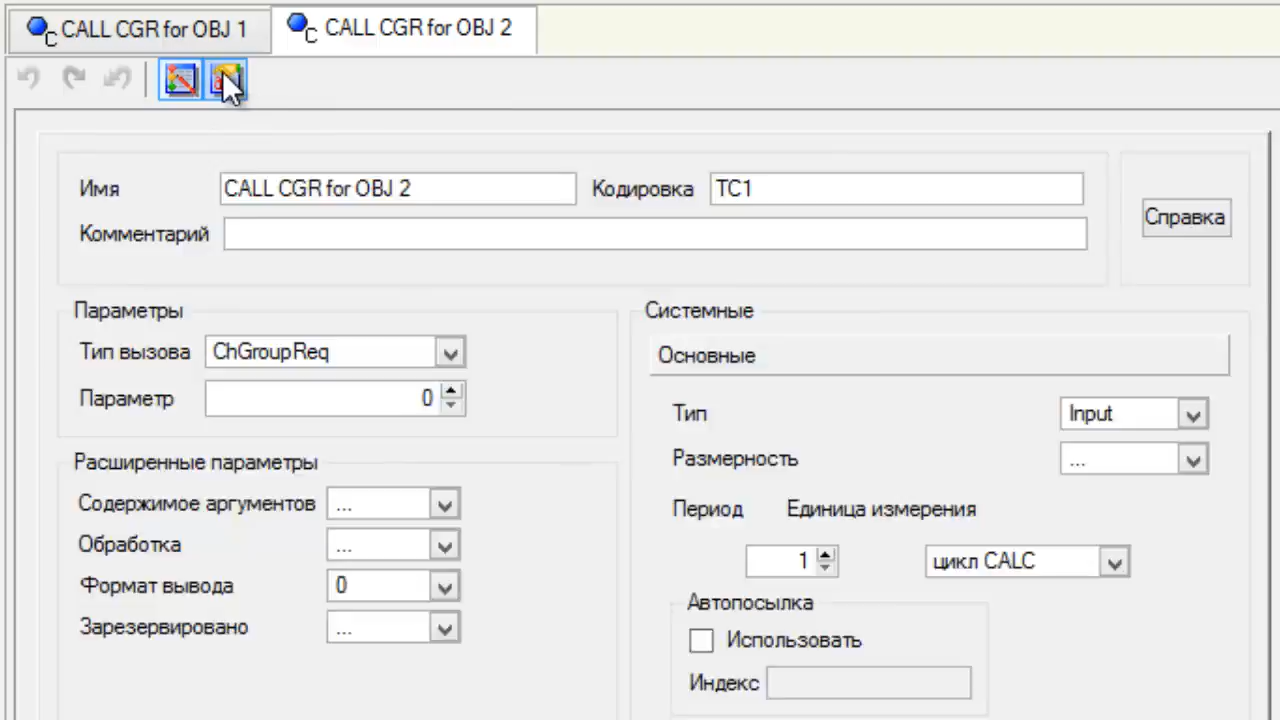 CALL CGR for OBJ 1
CALL CGR for OBJ 2
Имя CALL CGR for OBJ 2 Кодировка TC1
Комментарий
Справка
Параметры
Тип вызова ChGroupReq
Параметр 0
Расширенные параметры
Содержимое аргументов ...
Обработка ...
Формат вывода 0
Зарезервировано ...
Системные
Основные
Тип Input
Размерность ...
Период Единица измерения
1 цикл CALC
Автопосылка
Использовать
Индекс